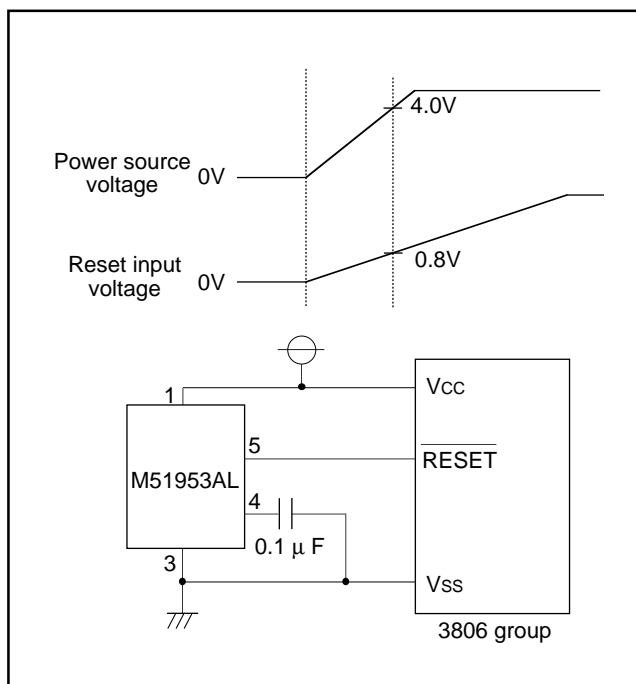 4.0V
Power source
voltage
0V
0.8V
Reset input
voltage
0V
1
VCC
5
RESET
M51953AL
4
0.1 μ F
3
VSS
3806 group